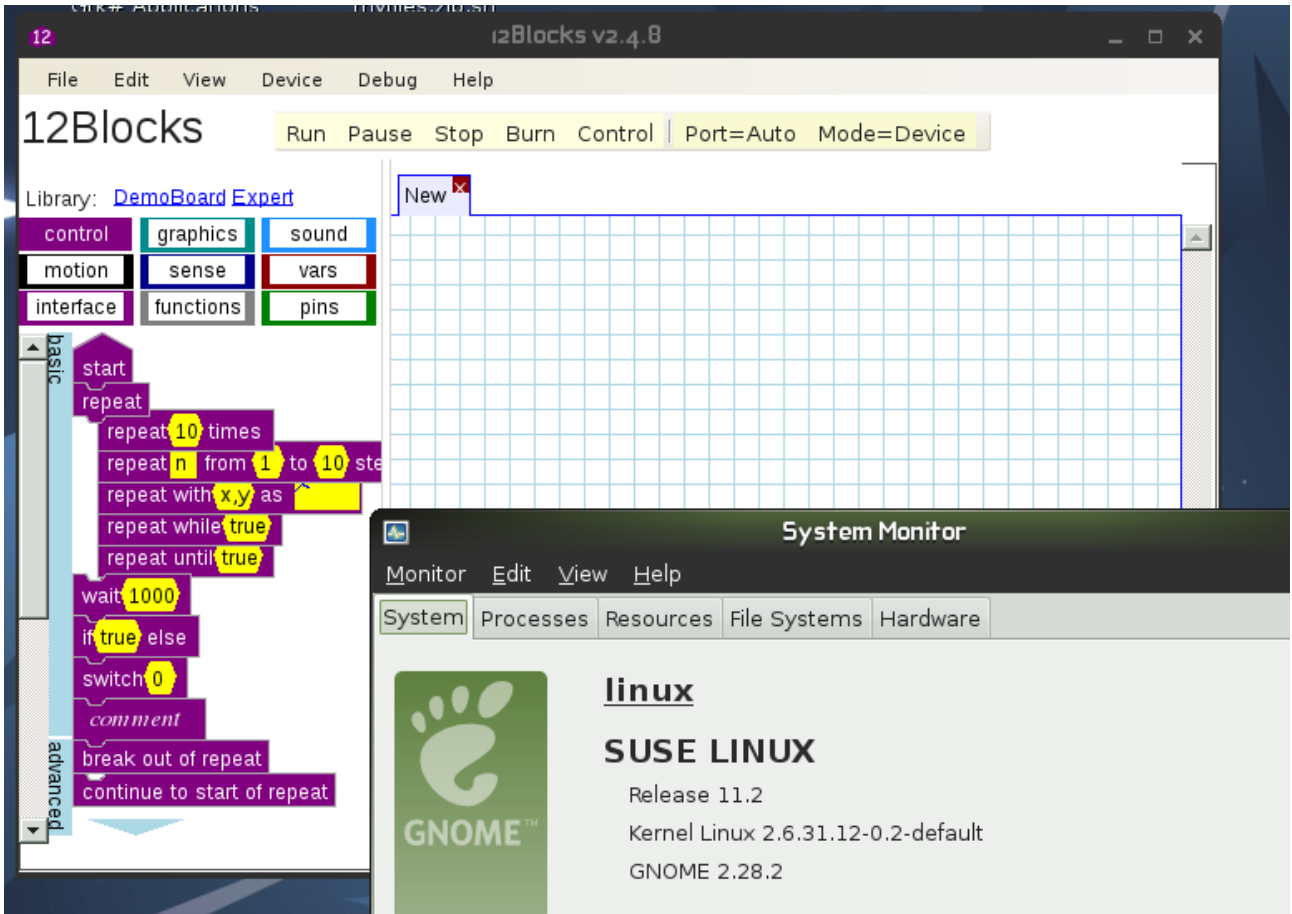 12 12Blocks v2.4.8
File Edit View Device Debug Help
12Blocks
Run Pause Stop Burn Control Port=Auto Mode=Device
Library: DemoBoard Expert
New x
control graphics sound
motion sense vars
interface functions pins
basic
start
repeat
repeat 10 times
repeat n from 1 to 10 ste
repeat with x,y as
repeat while true
repeat until true
wait 1000
if true else
switch 0
comment
advanced
break out of repeat
continue to start of repeat
System Monitor
Monitor Edit View Help
System Processes Resources File Systems Hardware
GNOME™
linux
SUSE LINUX
Release 11.2
Kernel Linux 2.6.31.12-0.2-default
GNOME 2.28.2